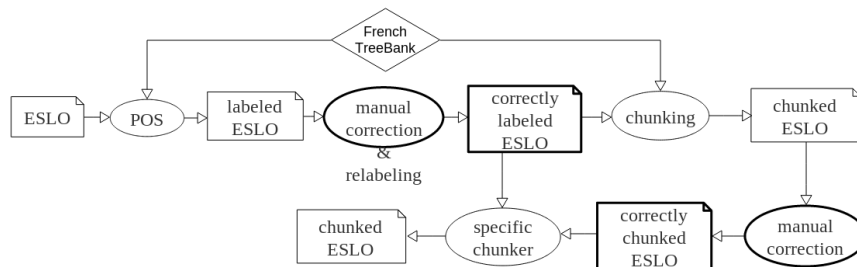 French
TreeBank
ESLO
POS
labeled
ESLO
manual
correction
&
relabeling
correctly
labeled
ESLO
chunking
chunked
ESLO
chunked
ESLO
specific
chunker
correctly
chunked
ESLO
manual
correction